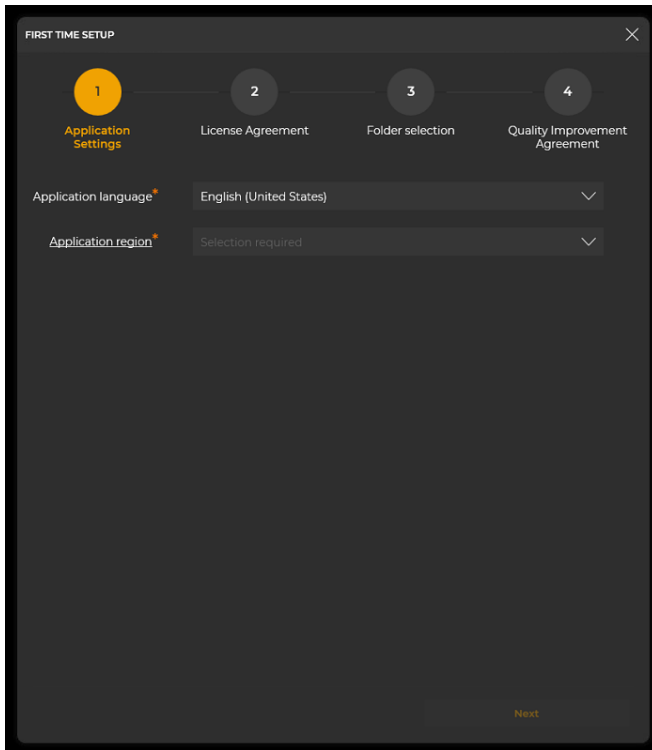 FIRST TIME SETUP
1
2
3
4
Application
Settings
License Agreement
Folder selection
Quality Improvement
Agreement
Application language*
English (United States)
Application region*
Selection required
Next